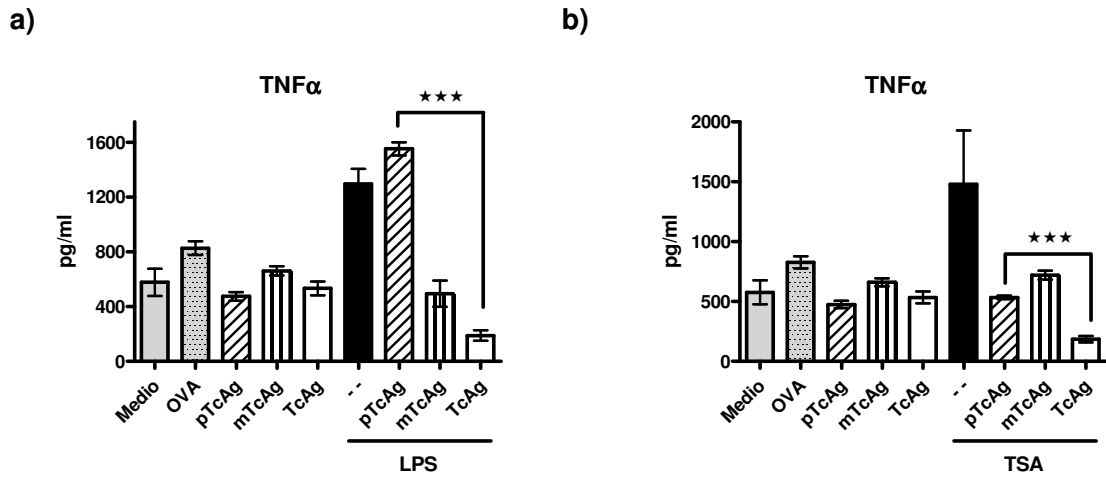 a)
TNFα
★★★
pg/ml
1600
1200
800
400
0
Medio
OVA
pTcAg
mTcAg
TcAg
- -
pTcAg
mTcAg
TcAg
LPS
b)
TNFα
★★★
pg/ml
2000
1500
1000
500
0
Medio
OVA
pTcAg
mTcAg
TcAg
- -
pTcAg
mTcAg
TcAg
TSA